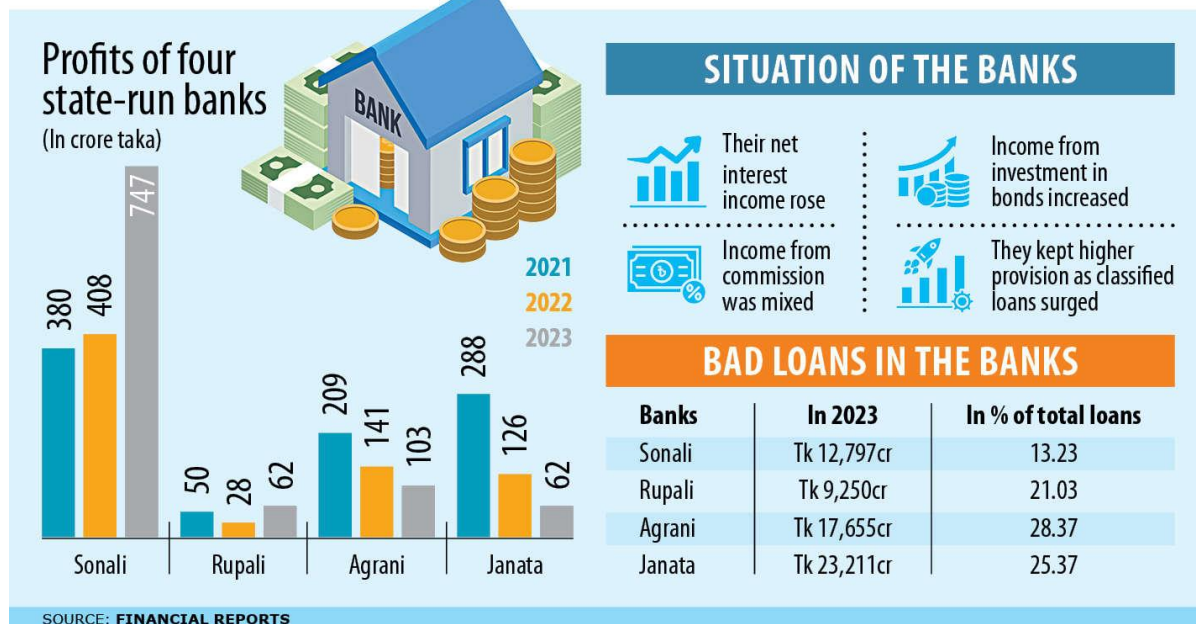 Profits of four
state-run banks
(In crore taka)
BANK
2021
2022
2023
380
408
747
50
28
62
209
141
103
288
126
62
Sonali
Rupali
Agrani
Janata
SITUATION OF THE BANKS
Their net
interest
income rose
Income from
investment in
bonds increased
Income from
commission
was mixed
They kept higher
provision as classified
loans surged
৳
%
BAD LOANS IN THE BANKS
Banks In 2023 In % of total loans
Sonali Tk 12,797cr 13.23
Rupali Tk 9,250cr 21.03
Agrani Tk 17,655cr 28.37
Janata Tk 23,211cr 25.37
SOURCE: FINANCIAL REPORTS